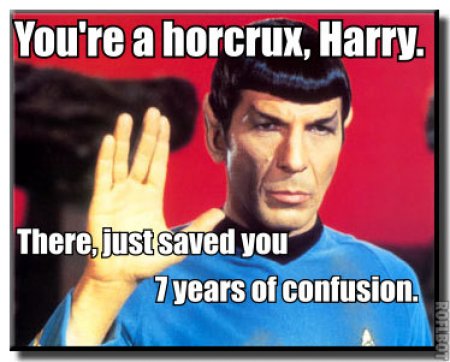 You're a horcrux, Harry.
There, just saved you
7 years of confusion.
ROFLBOT